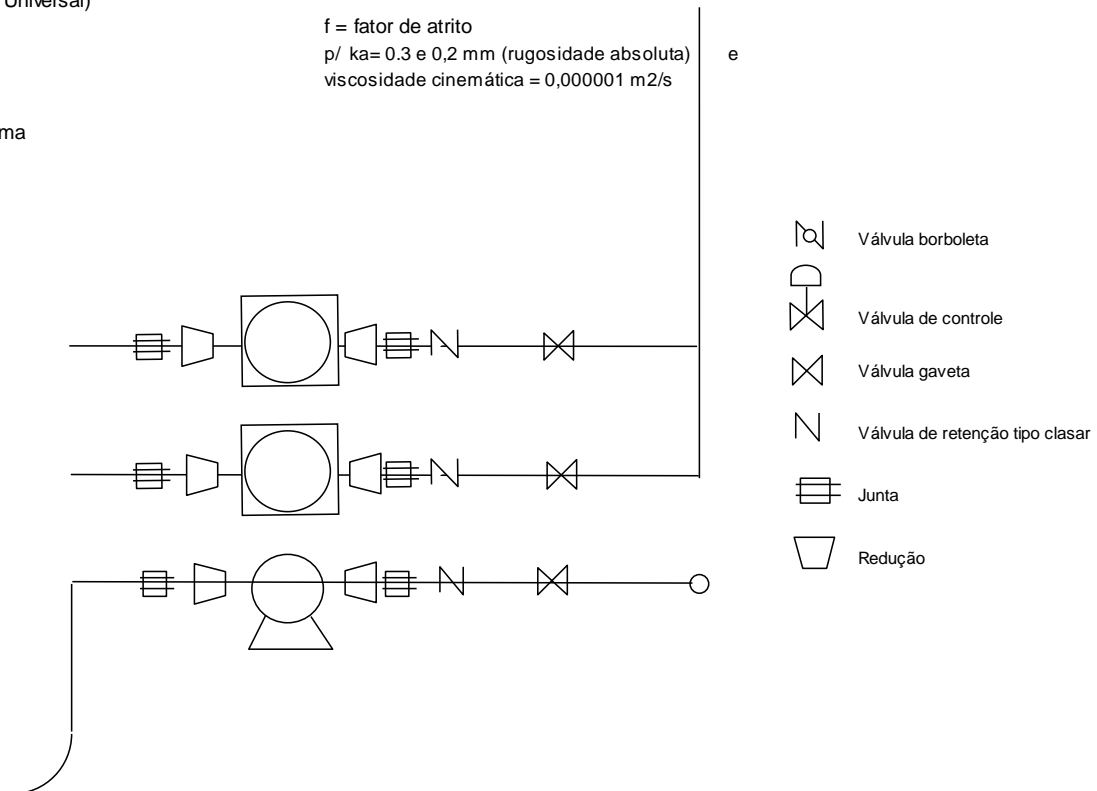 Universal)
f = fator de atrito
p/ ka= 0.3 e 0,2 mm (rugosidade absoluta) e
viscosidade cinemática = 0,000001 m2/s
ma
Válvula borboleta
Válvula de controle
Válvula gaveta
Válvula de retenção tipo clasar
Junta
Redução